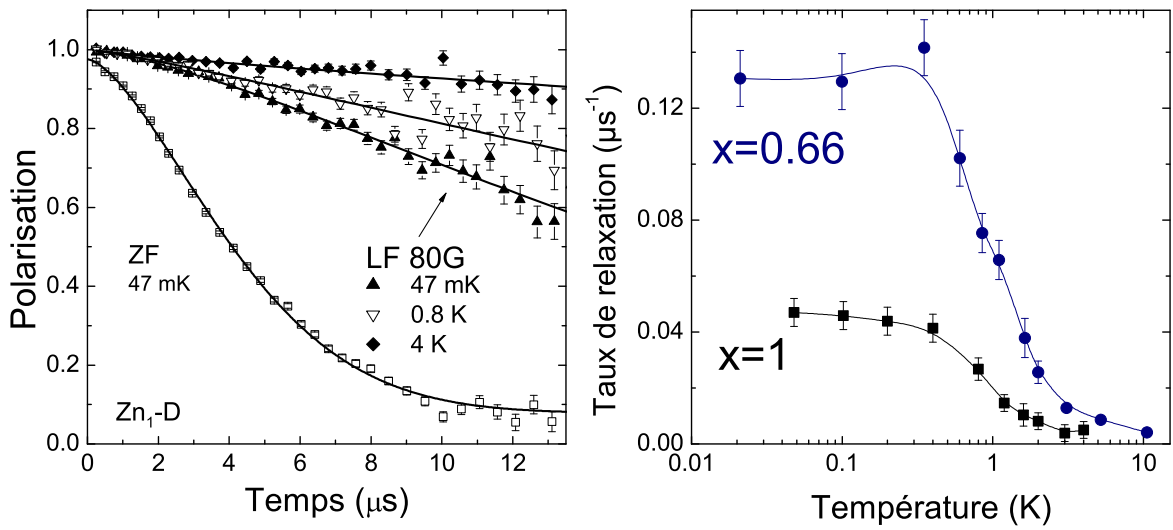 1.0
0.8
0.6
0.4
0.2
0.0
Polarisation
ZF
47 mK
LF 80G
47 mK
0.8 K
4 K
Zn1-D
0 2 4 6 8 10 12
Temps (μs)
0.12
0.08
0.04
0.00
Taux de relaxation (μs⁻¹)
x=0.66
x=1
0.01 0.1 1 10
Température (K)